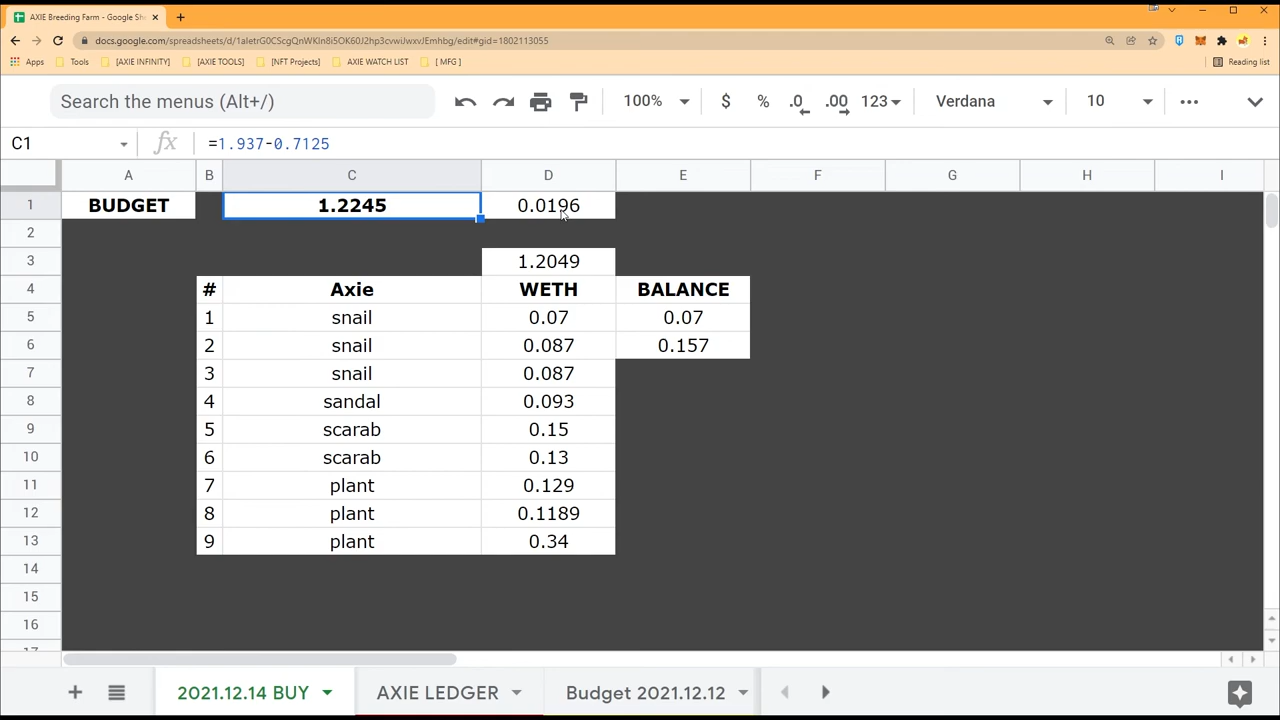 AXIE Breeding Farm - Google She
docs.google.com/spreadsheets/d/
Apps Tools [AXIE INFINITY] [AXIE TOOLS] [NFT Projects] AXIE WATCH LIST [ MFG ] Reading list
Search the menus (Alt+/) 100% $ % .0 .00 123 Verdana 10
C1 fx =1.937-0.7125
A B C D E F G H I
1 BUDGET 1.2245 0.0196
2
3 1.2049
4 # Axie WETH BALANCE
5 1 snail 0.07 0.07
6 2 snail 0.087 0.157
7 3 snail 0.087
8 4 sandal 0.093
9 5 scarab 0.15
10 6 scarab 0.13
11 7 plant 0.129
12 8 plant 0.1189
13 9 plant 0.34
14
15
16
2021.12.14 BUY AXIE LEDGER Budget 2021.12.12